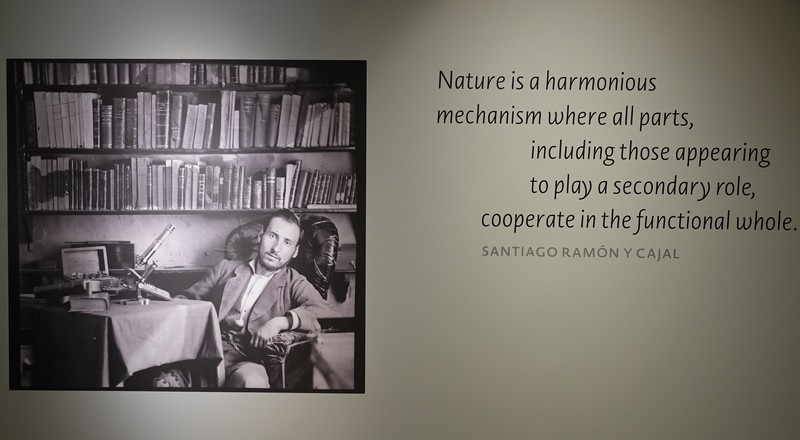 Nature is a harmonious
mechanism where all parts,
including those appearing
to play a secondary role,
cooperate in the functional whole.
SANTIAGO RAMÓN Y CAJAL